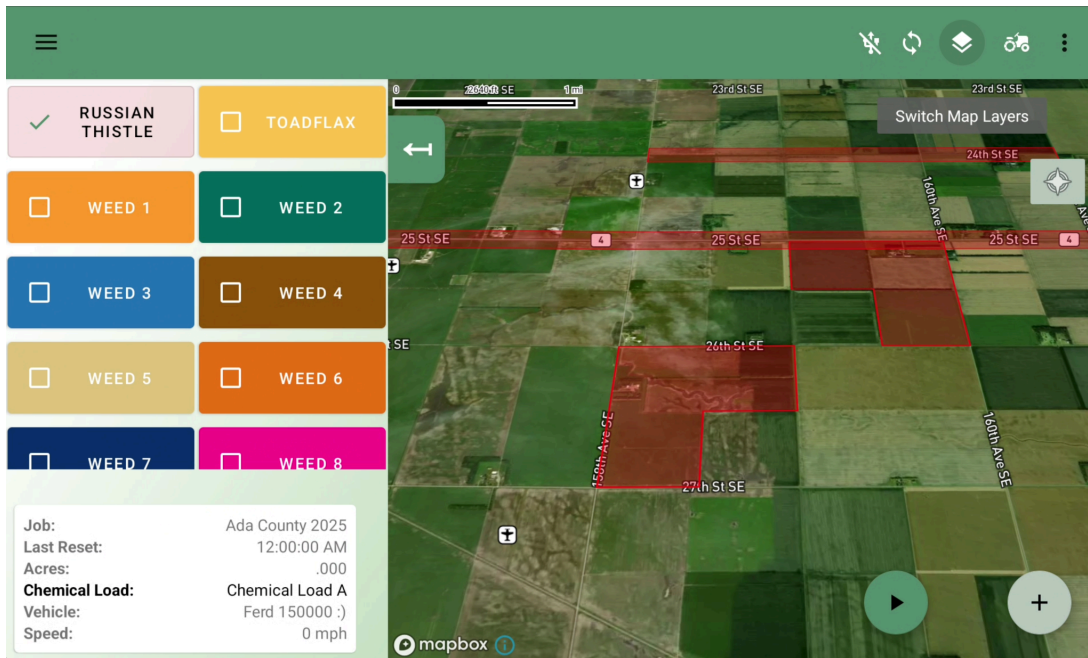 RUSSIAN
THISTLE
TOADFLAX
WEED 1
WEED 2
WEED 3
WEED 4
WEED 5
WEED 6
WEED 7
WEED 8
Job: Ada County 2025
Last Reset: 12:00:00 AM
Acres: .000
Chemical Load: Chemical Load A
Vehicle: Ferd 150000 :)
Speed: 0 mph
0
1 mi
23rd St SE
23rd St SE
Switch Map Layers
24th St SE
160th Ave SE
25 St SE
4
25 St SE
25 St SE
4
t SE
26th St SE
158th Ave SE
160th Ave SE
27th St SE
mapbox